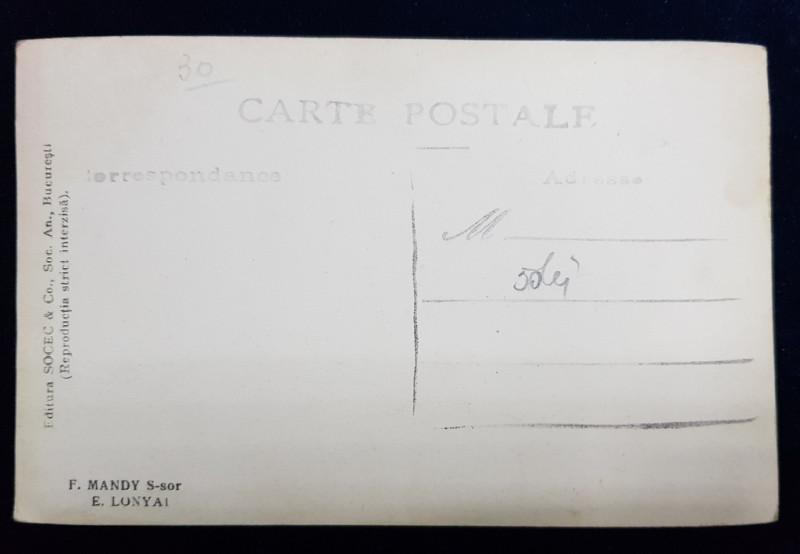 30
CARTE POSTALE
Correspondance
Adresse
M
50 lei
Editura SOCEC & Co., Soc. An., Bucureşti
(Reproducţia strict interzisă).
F. MANDY S-sor
E. LONYAI